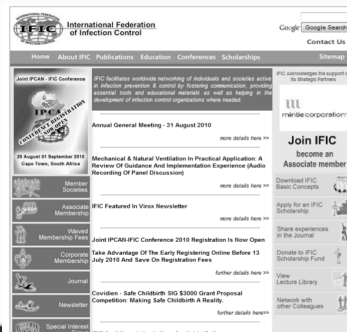 International Federation
of Infection Control
IFIC
Google
Google Search
Contact Us
Home About IFIC Publications Education Conferences Scholarships Sitemap
Joint IPCAN - IFIC Conference
IPCAN
CONFERENCE REGISTRATION
NOW OPEN
29 August 01 September 2010
Cape Town, South Africa
Member
Societies
Associate
Membership
Waived
Membership Fees
Corporate
Membership
Journal
Newsletter
Special Interest
IFIC facilitates worldwide networking of individuals and societies active
in infection prevention & control by fostering communication, providing
essential tools and educational materials as well as helping in the
development of infection control organizations where needed.
Annual General Meeting - 31 August 2010
more details here >>
Mechanical & Natural Ventilation In Practical Application: A
Review Of Guidance And Implementation Experience (Audio
Recording Of Panel Discussion)
more details here >>
IFIC Featured In Virox Newsletter
more details here >>
Joint IPCAN-IFIC Conference 2010 Registration Is Now Open
Take Advantage Of The Early Registering Online Before 13
July 2010 And Save On Registration Fees
further details here>>
Covidien - Safe Childbirth SIG $3000 Grant Proposal
Competition: Making Safe Childbirth A Reality.
further details here>>
IFIC Acknowledges the support of
its Strategic Partners
mintie corporation
Join IFIC
become an
Associate member
Download IFIC
Basic Concepts
Apply for an IFIC
Scholarship
Share experiences
in the Journal
Donate to IFIC
Scholarship Fund
View
Lecture Library
Network with
other Colleagues